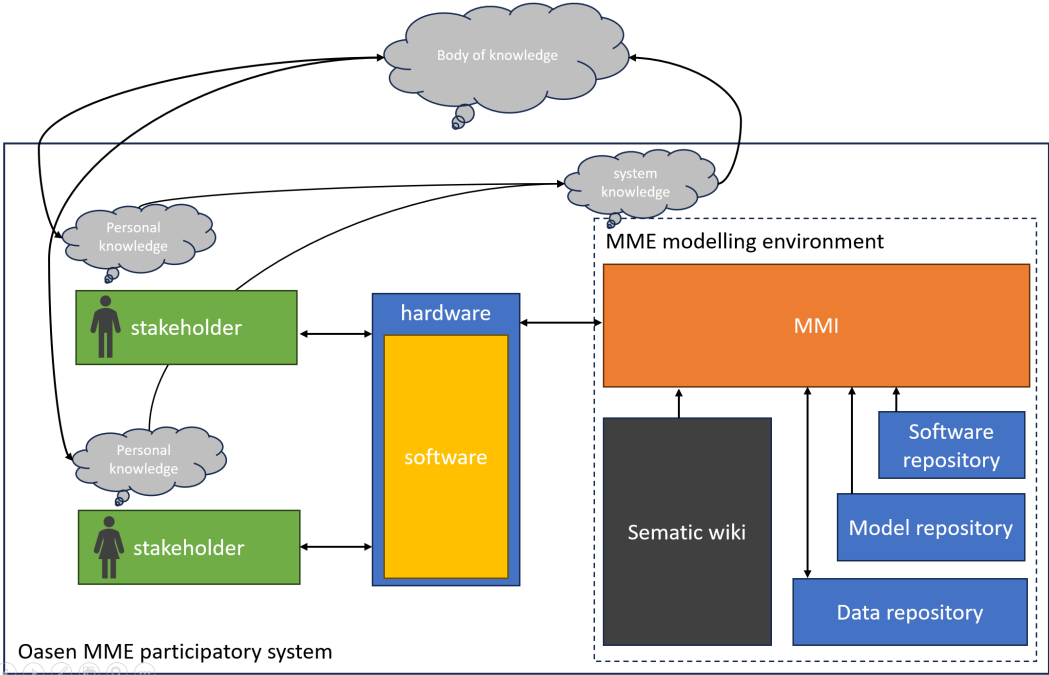 Body of knowledge
system
knowledge
Personal
knowledge
MME modelling environment
stakeholder
hardware
MMI
software
Personal
knowledge
stakeholder
Sematic wiki
Software
repository
Model repository
Data repository
Oasen MME participatory system